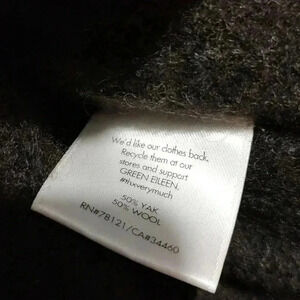 We'd like our clothes back.
Recycle them at our
stores and support
GREEN EILEEN.
#luxverymuch
50% YAK
50% WOOL
RN#78121/CA#34460